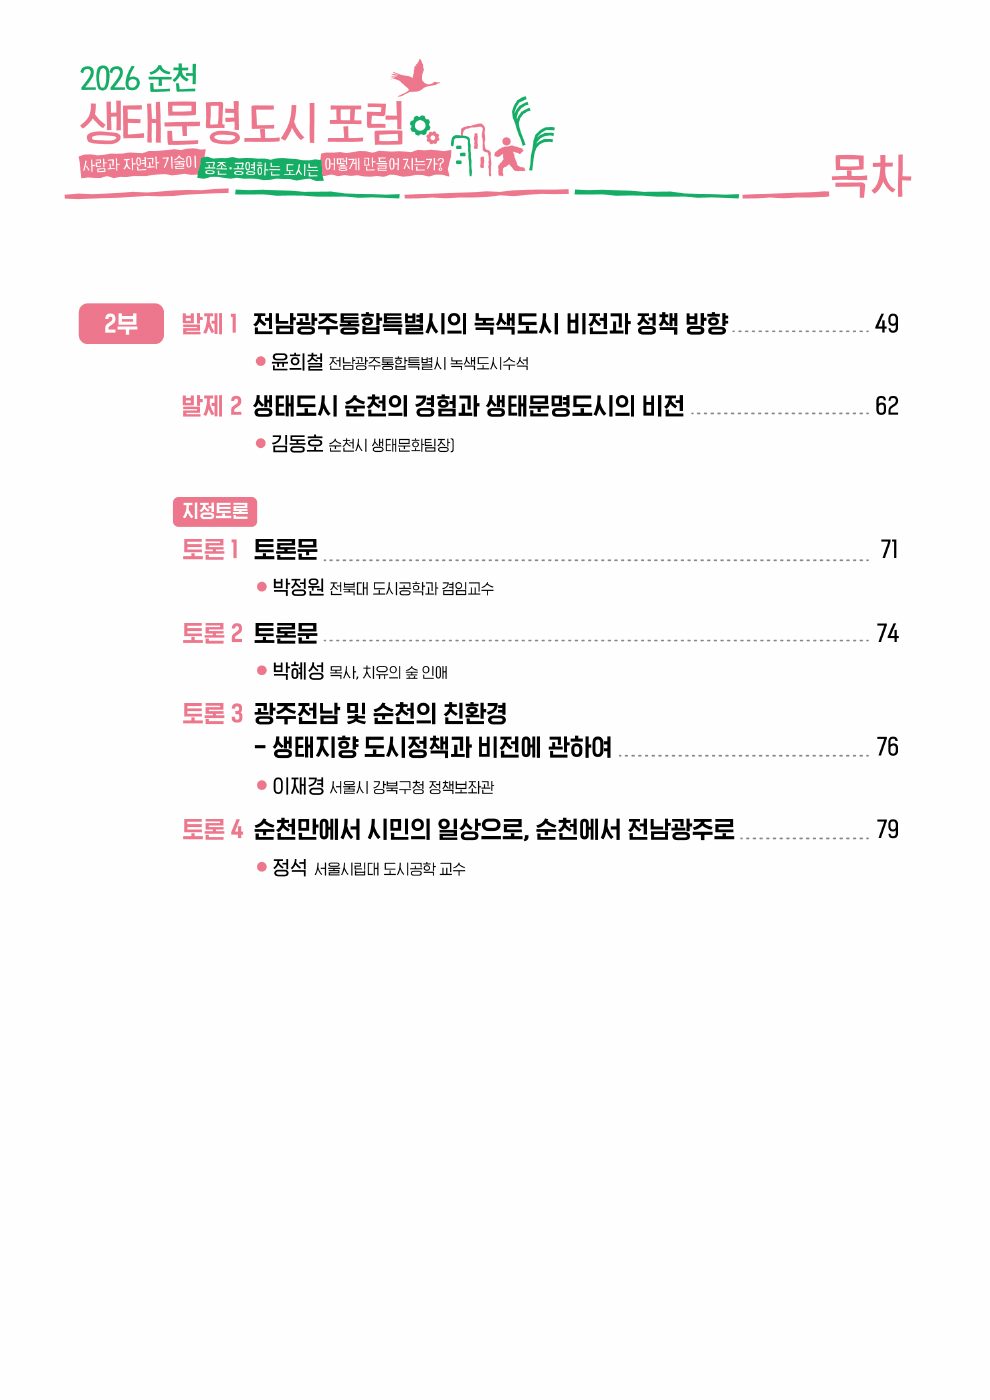 2026 순천
생태문명도시 포럼
사람과 자연과 기술이 공존·공영하는 도시는 어떻게 만들어 지는가?
목차
2부 발제 1 전남광주통합특별시의 녹색도시 비전과 정책 방향 49
● 윤희철 전남광주통합특별시 녹색도시수석
발제 2 생태도시 순천의 경험과 생태문명도시의 비전 62
● 김동호 순천시 생태문화팀장)
지정토론
토론 1 토론문 71
● 박정원 전북대 도시공학과 겸임교수
토론 2 토론문 74
● 박혜성 목사, 치유의 숲 인애
토론 3 광주전남 및 순천의 친환경
- 생태지향 도시정책과 비전에 관하여 76
● 이재경 서울시 강북구청 정책보좌관
토론 4 순천만에서 시민의 일상으로, 순천에서 전남광주로 79
● 정석 서울시립대 도시공학 교수